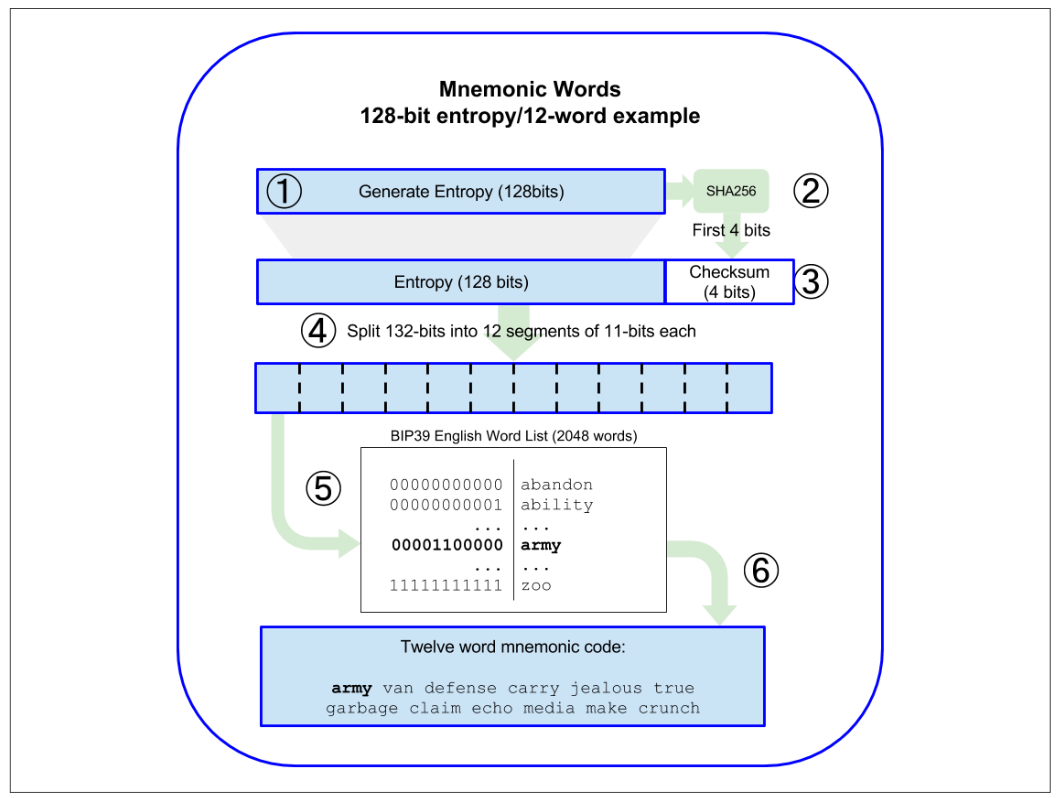 Mnemonic Words
128-bit entropy/12-word example
① Generate Entropy (128bits)
SHA256 ②
First 4 bits
Entropy (128 bits)
Checksum
(4 bits)
③
④ Split 132-bits into 12 segments of 11-bits each
BIP39 English Word List (2048 words)
⑤
00000000000 abandon
00000000001 ability
... ...
00001100000 army
... ...
11111111111 zoo
⑥
Twelve word mnemonic code:
army van defense carry jealous true
garbage claim echo media make crunch